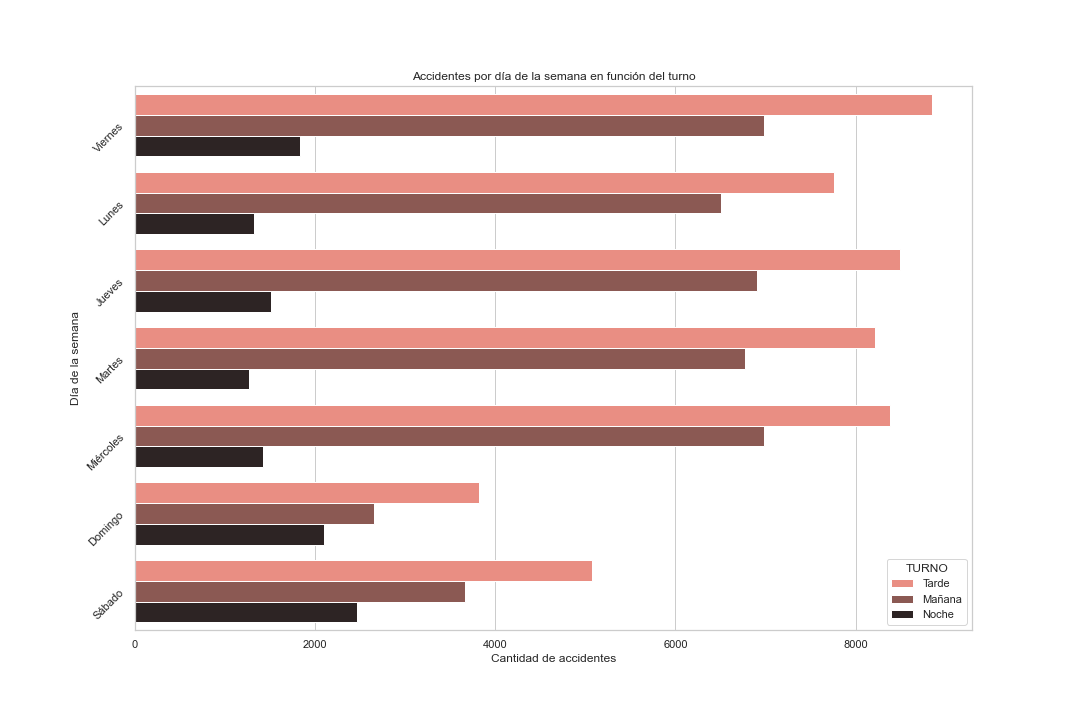 Accidentes por día de la semana en función del turno
Día de la semana
Viernes
Lunes
Jueves
Martes
Miércoles
Domingo
Sábado
TURNO
Tarde
Mañana
Noche
0 2000 4000 6000 8000
Cantidad de accidentes